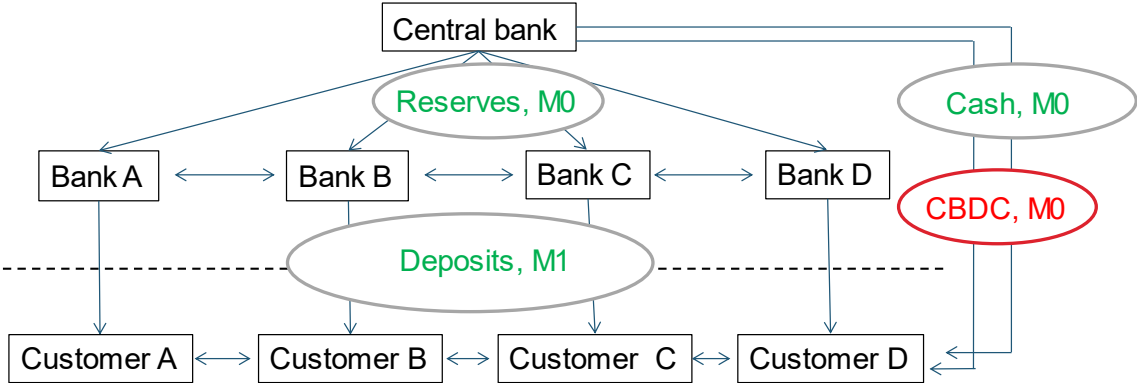 Central bank
Reserves, M0
Cash, M0
Bank A
Bank B
Bank C
Bank D
CBDC, M0
Deposits, M1
Customer A
Customer B
Customer C
Customer D